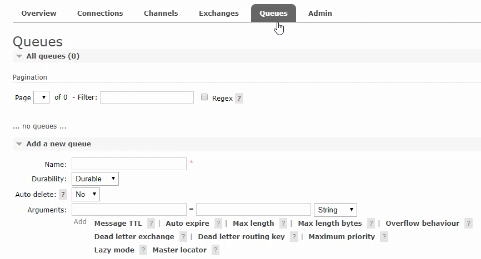 Overview Connections Channels Exchanges Queues Admin
Queues
All queues (0)
Pagination
Page of 0 - Filter: Regex ?
... no queues ...
Add a new queue
Name: *
Durability: Durable
Auto delete: ? No
Arguments: = String
Add Message TTL ? | Auto expire ? | Max length ? | Max length bytes ? | Overflow behaviour ?
Dead letter exchange ? | Dead letter routing key ? | Maximum priority ?
Lazy mode ? Master locator ?